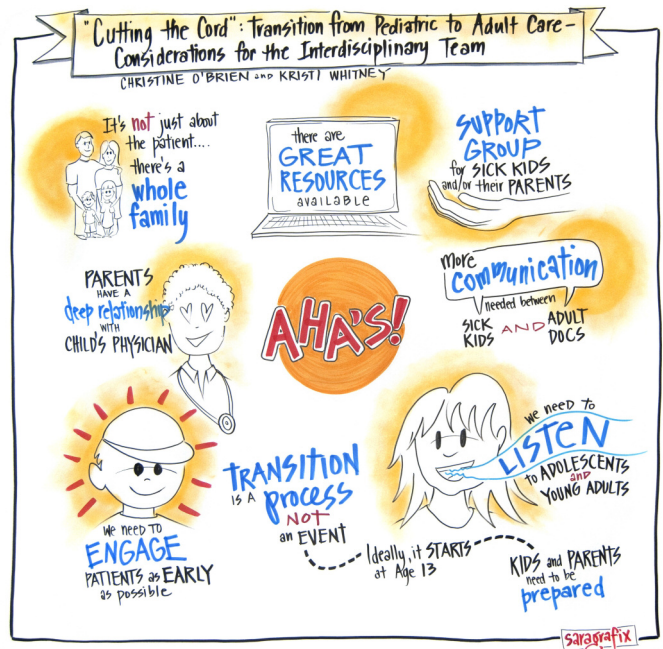 "Cutting the Cord": Transition from Pediatric to Adult Care-
Considerations for the Interdisciplinary Team
CHRISTINE O'BRIEN and KRISTI WHITNEY
It's not just about
the patient....
there's a
whole
family
there are
GREAT
RESOURCES
available
SUPPORT
GROUP
for SICK KIDS
and/or their PARENTS
PARENTS
HAVE A
deep relationship
WITH
CHILD'S PHYSICIAN
AHA'S!
more
communication
needed between
SICK
KIDS
AND
ADULT
DOCS
we need to
ENGAGE
PATIENTS as EARLY
as possible
TRANSITION
IS A process
NOT
an EVENT
Ideally, it STARTS
at Age 13
we need to
LISTEN
to ADOLESCENTS
and
YOUNG ADULTS
KIDS and PARENTS
need to be
prepared
saragrafix